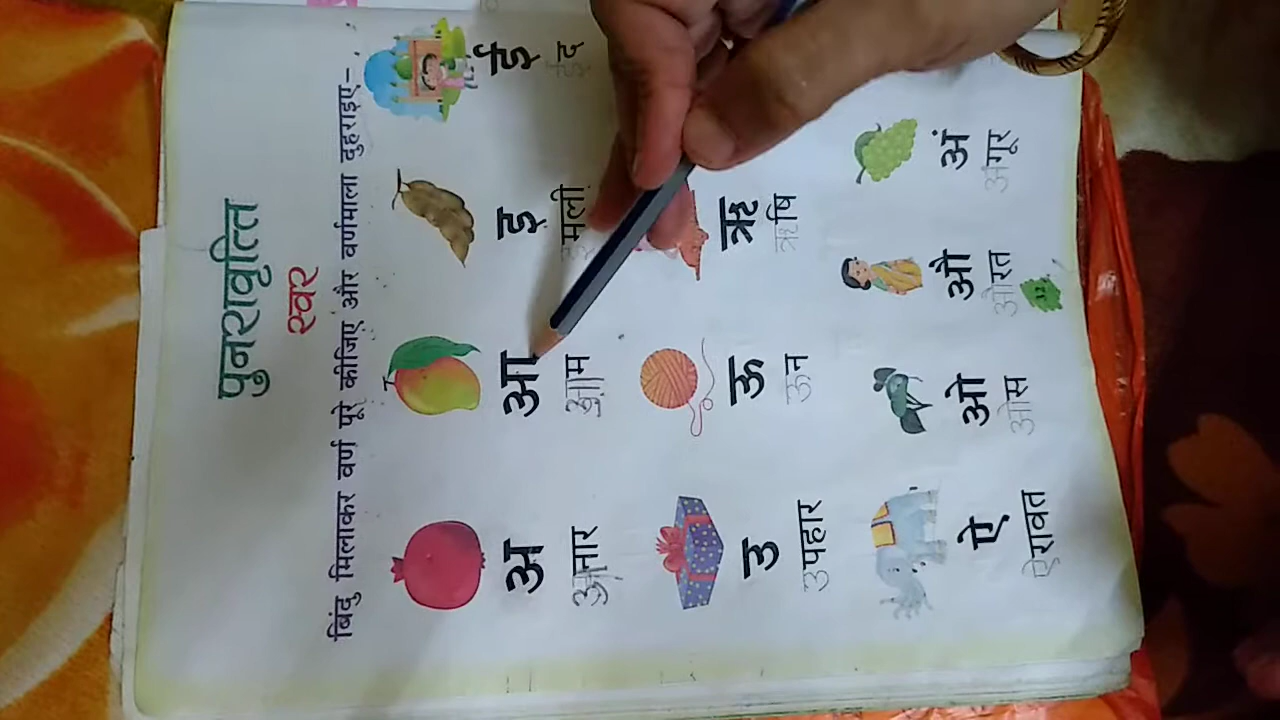 पुनरावृत्ति
स्वर
बिंदु मिलाकर वर्ण पूरे कीजिए और वर्णमाला दुहराइए-
अ आ इ ई
अनार आम इमली ईद
उ ऊ ऋ
उपहार ऊन ऋषि
ऐ ओ औ अं
ऐरावत ओस औरत अंगूर